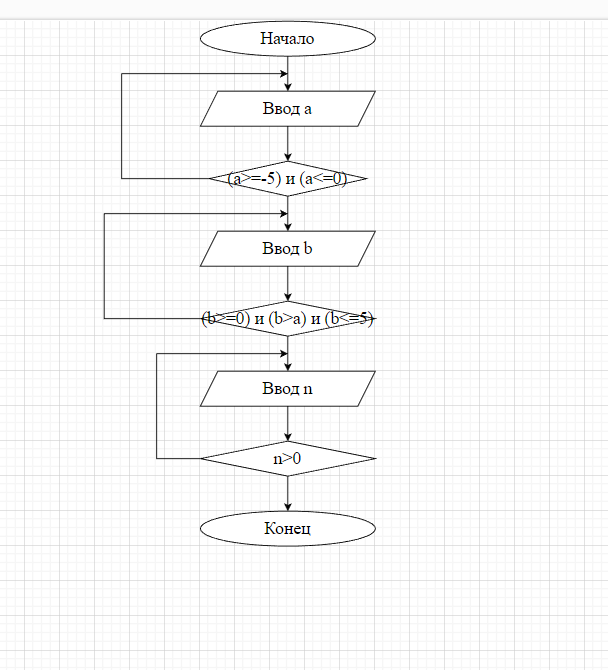 Начало
Ввод a
(a>=-5) и (a<=0)
Ввод b
(b>=0) и (b>a) и (b<=5)
Ввод n
n>0
Конец